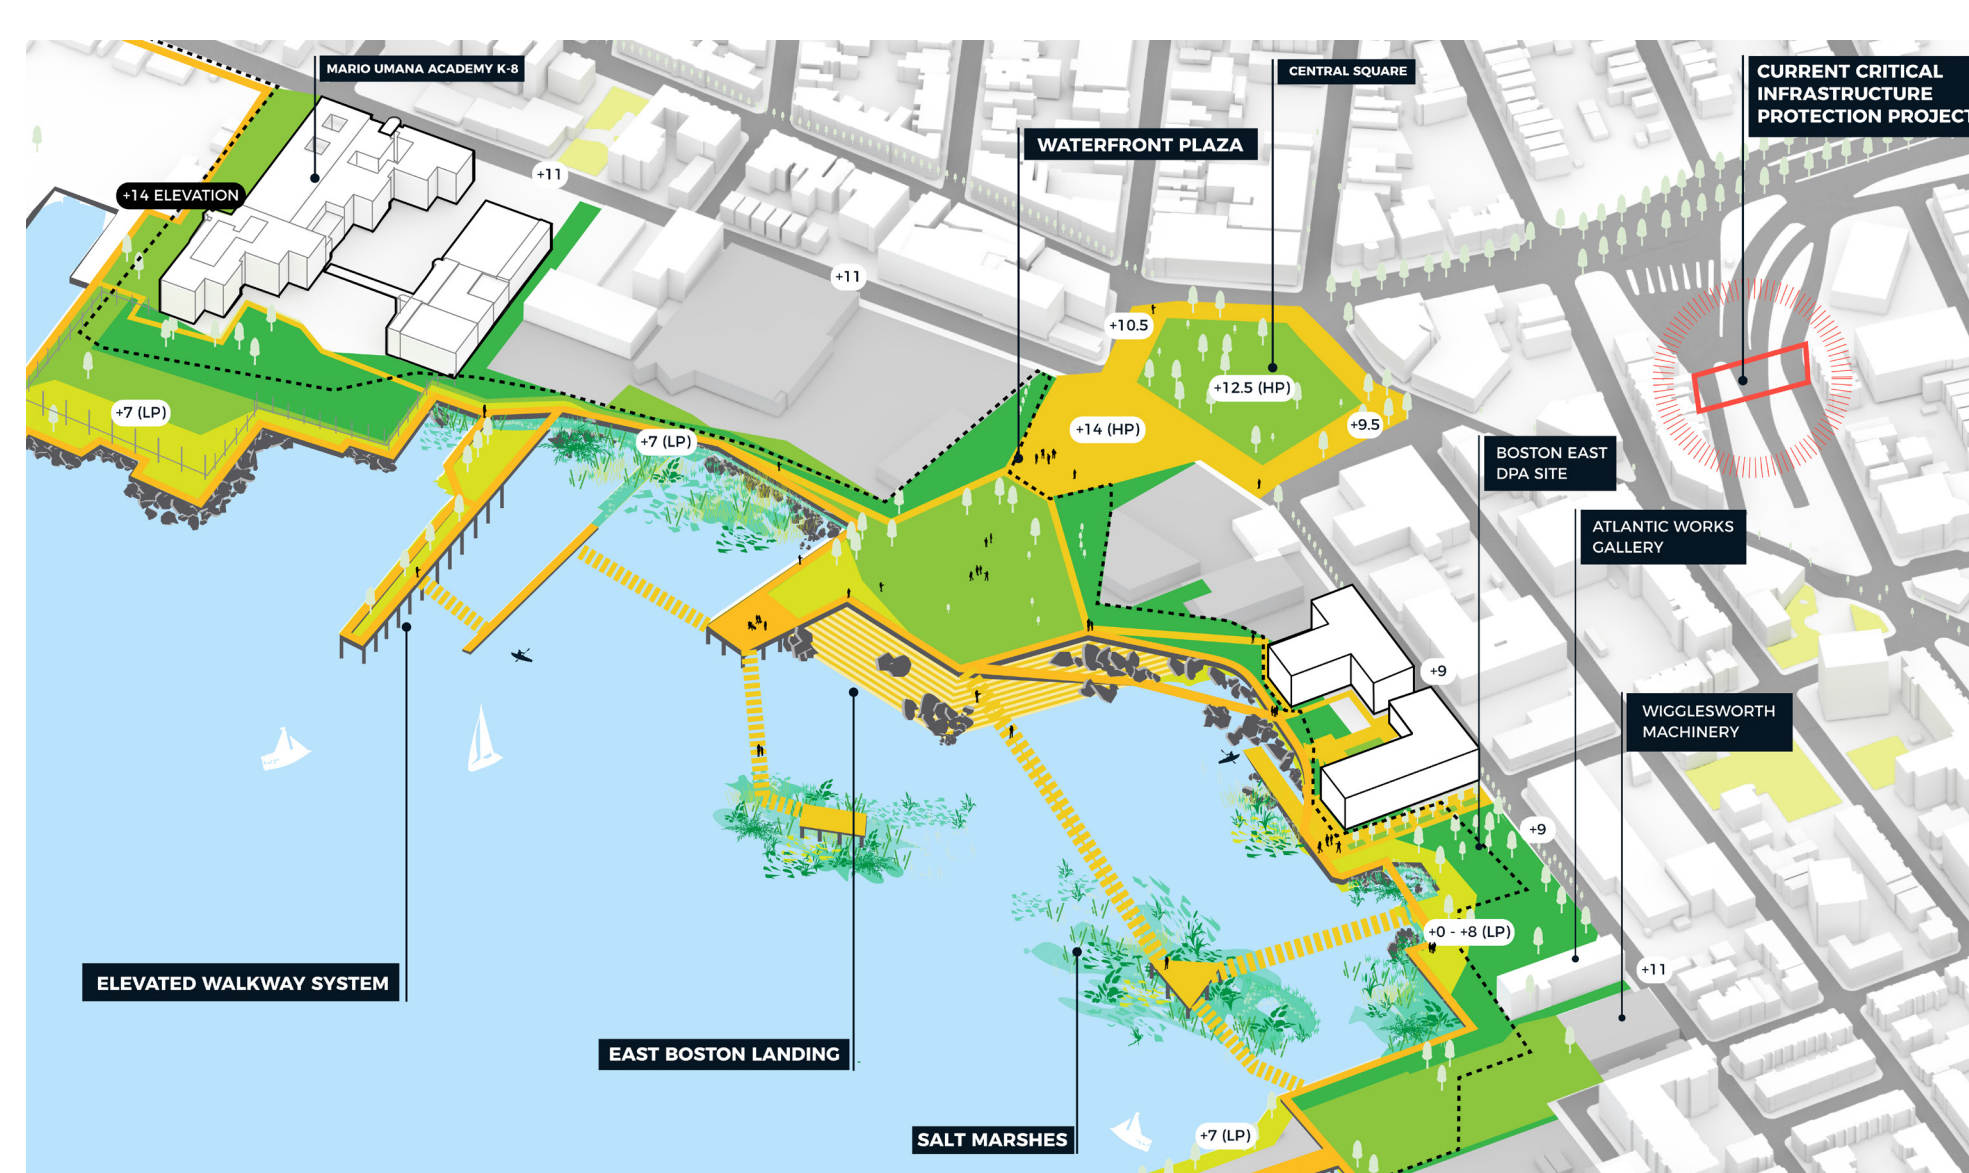 MARIO UMANA ACADEMY K-8
CENTRAL SQUARE
CURRENT CRITICAL
INFRASTRUCTURE
PROTECTION PROJECT
WATERFRONT PLAZA
+11
+14 ELEVATION
+11
+10.5
+12.5 (HP)
+7 (LP)
+9.5
+14 (HP)
+7 (LP)
BOSTON EAST
DPA SITE
ATLANTIC WORKS
GALLERY
+9
WIGGLESWORTH
MACHINERY
+9
+0 - +8 (LP)
+11
ELEVATED WALKWAY SYSTEM
EAST BOSTON LANDING
SALT MARSHES
+7 (LP)